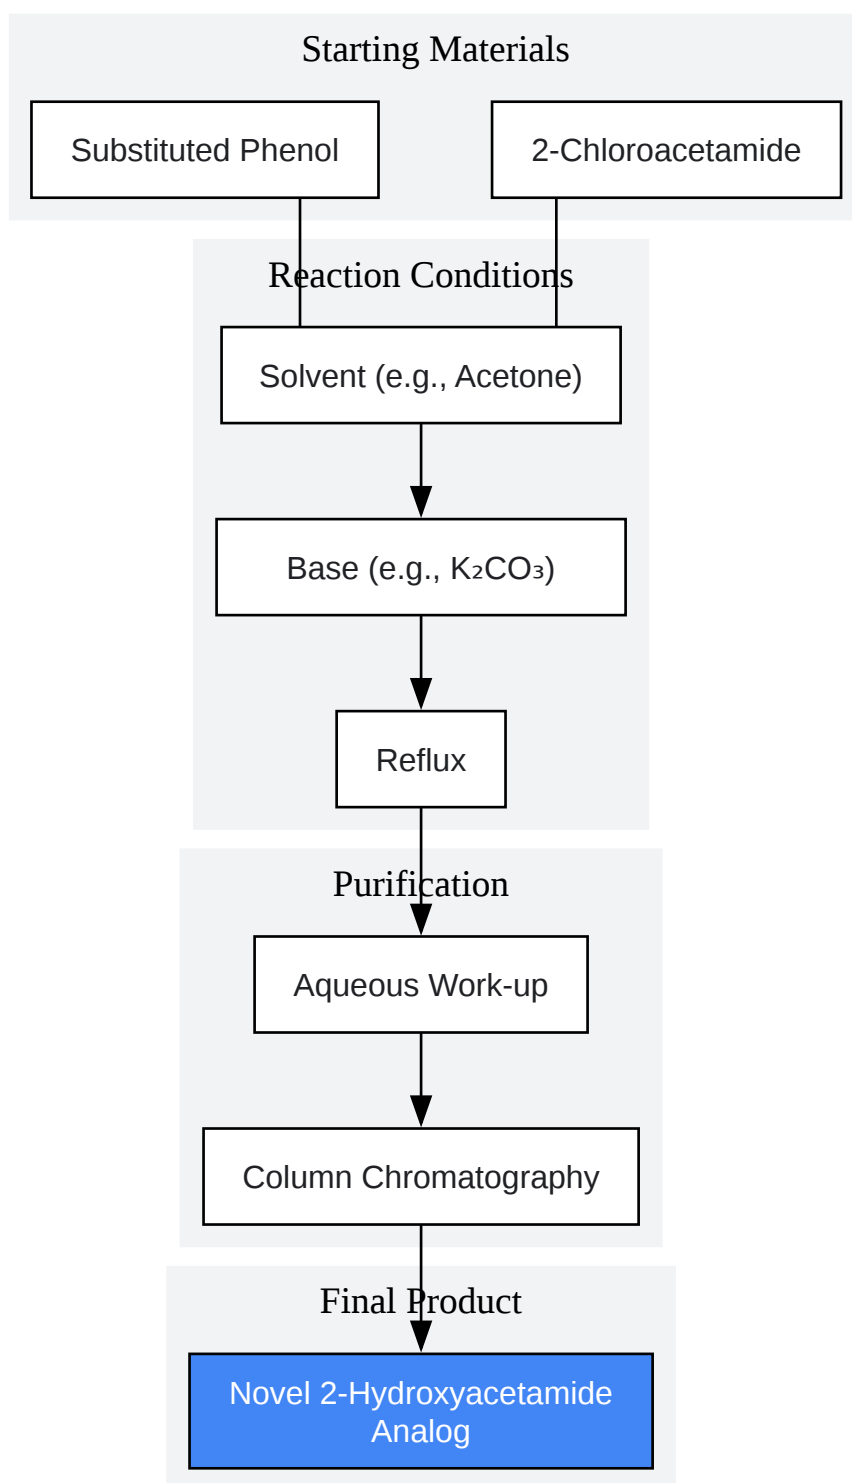 Starting Materials
Substituted Phenol
2-Chloroacetamide
Reaction Conditions
Solvent (e.g., Acetone)
Base (e.g., K₂CO₃)
Reflux
Purification
Aqueous Work-up
Column Chromatography
Final Product
Novel 2-Hydroxyacetamide
Analog